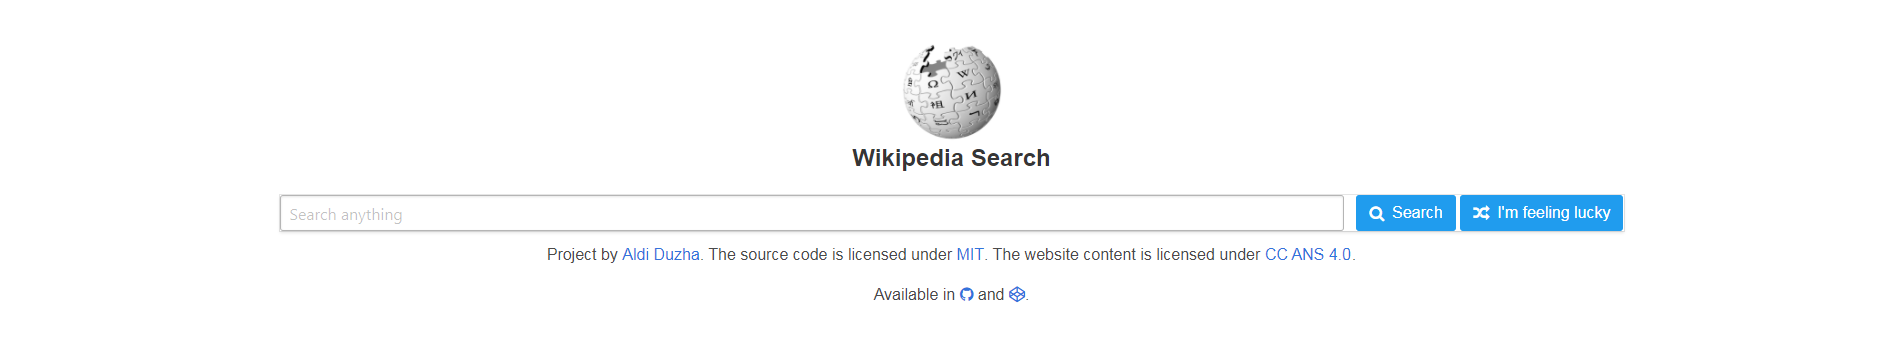 Ω W И 祖
Wikipedia Search
Search anything Search I'm feeling lucky
Project by Aldi Duzha. The source code is licensed under MIT. The website content is licensed under CC ANS 4.0.
Available in and .